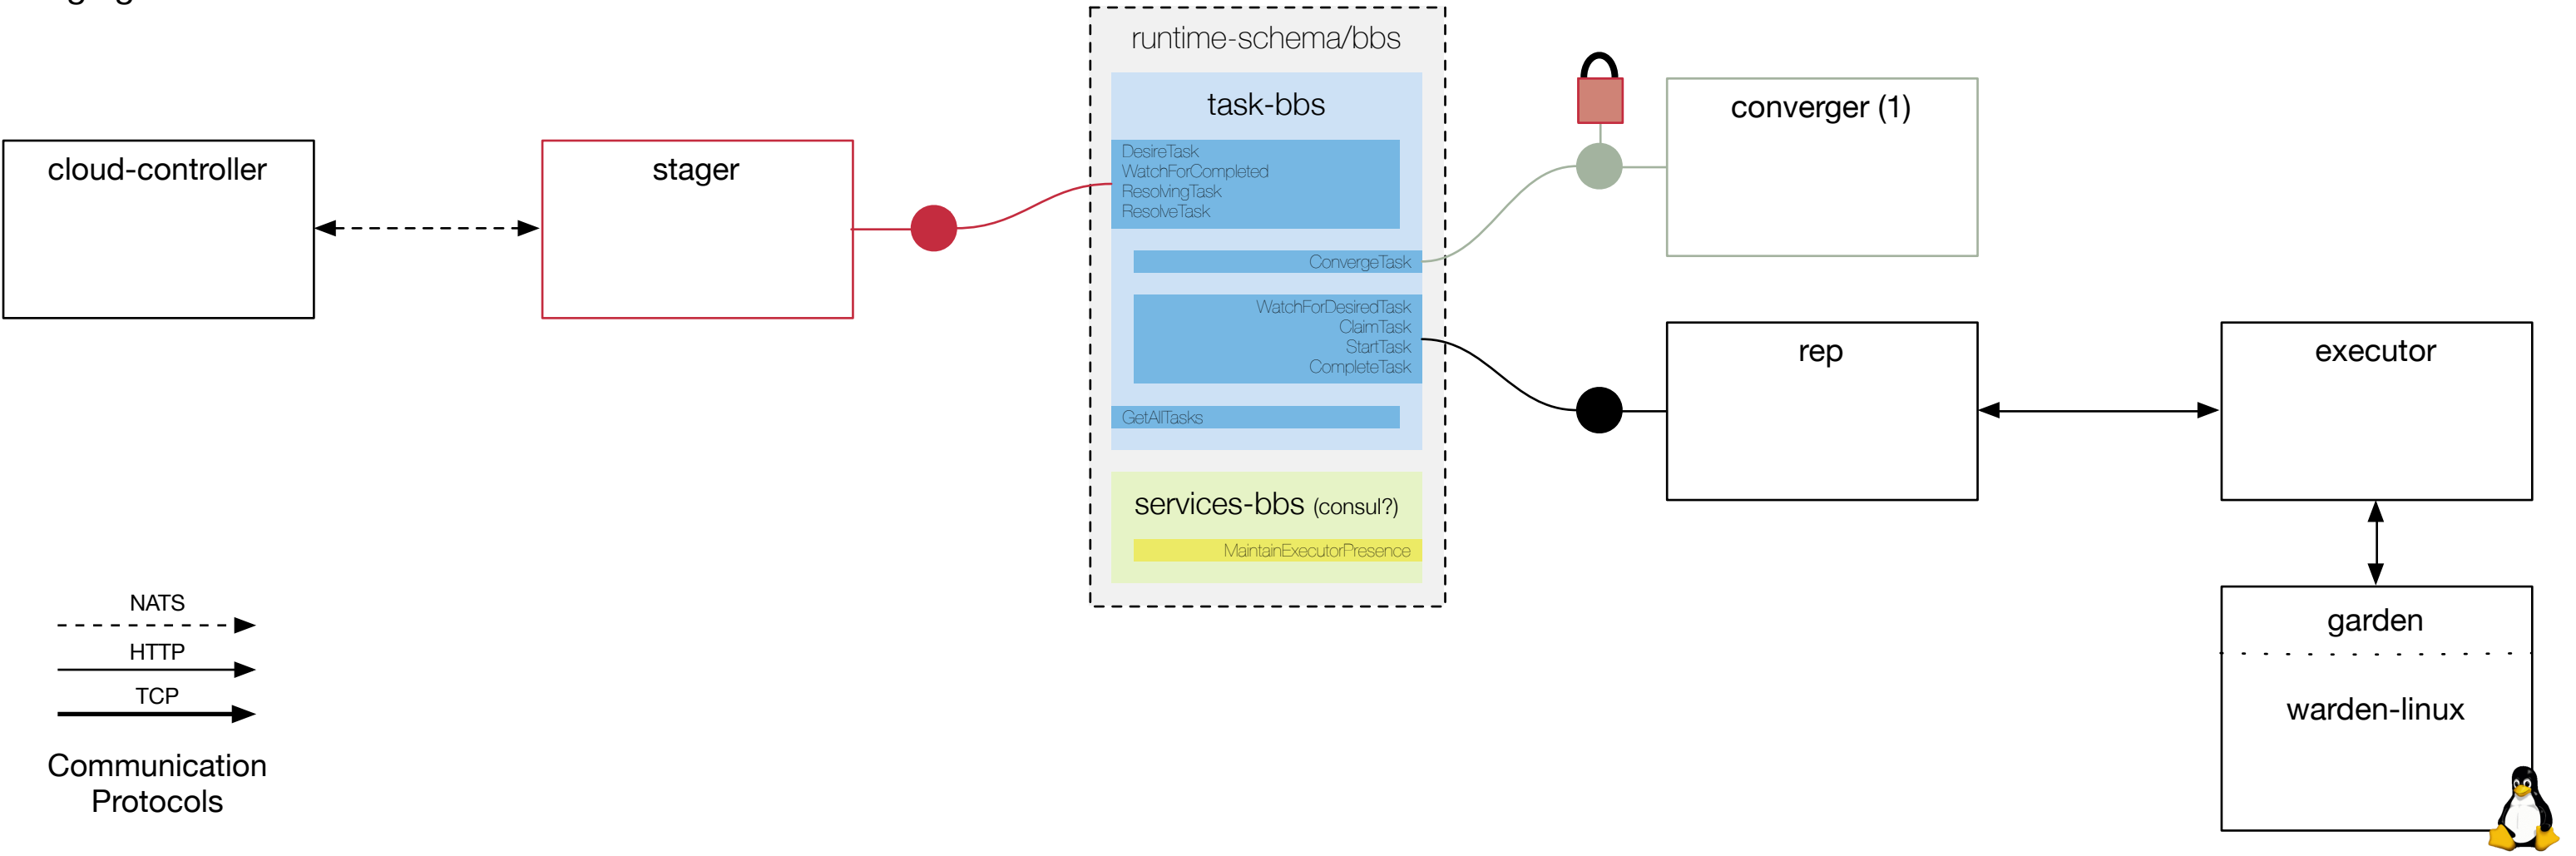 runtime-schema/bbs
task-bbs
DesireTask
WatchForCompleted
ResolvingTask
ResolveTask
ConvergeTask
WatchForDesiredTask
ClaimTask
StartTask
CompleteTask
GetAllTasks
services-bbs (consul?)
MaintainExecutorPresence
cloud-controller
stager
converger (1)
rep
executor
garden
warden-linux
NATS
HTTP
TCP
Communication
Protocols